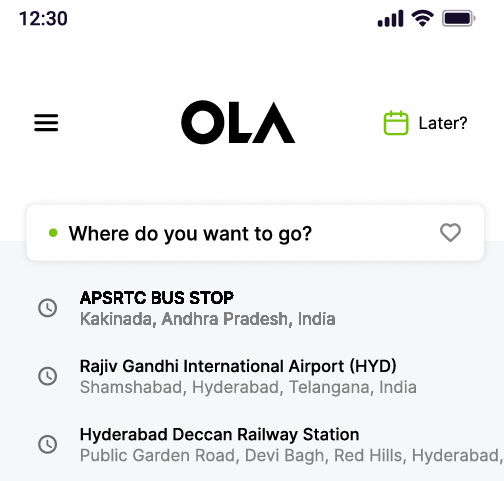 12:30
OLA
Later?
Where do you want to go?
APSRTC BUS STOP
Kakinada, Andhra Pradesh, India
Rajiv Gandhi International Airport (HYD)
Shamshabad, Hyderabad, Telangana, India
Hyderabad Deccan Railway Station
Public Garden Road, Devi Bagh, Red Hills, Hyderabad,